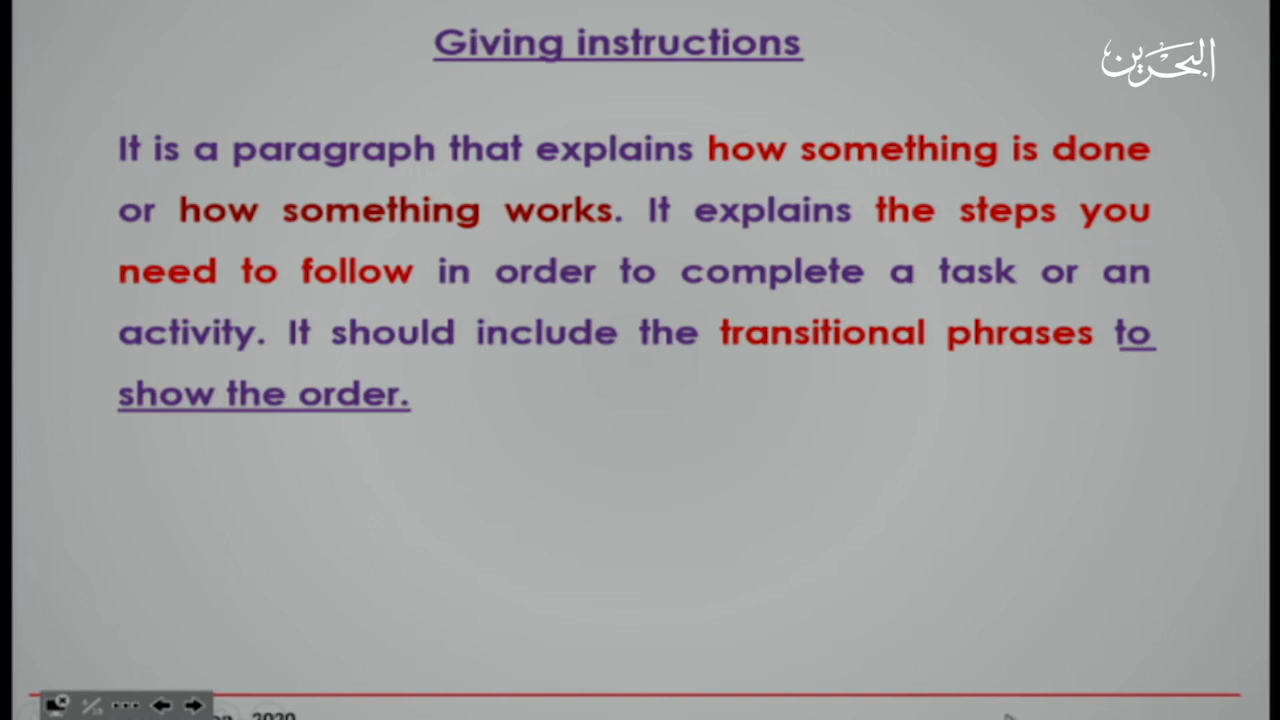 Giving instructions
البحرين
It is a paragraph that explains how something is done
or how something works. It explains the steps you
need to follow in order to complete a task or an
activity. It should include the transitional phrases to
show the order.
2020